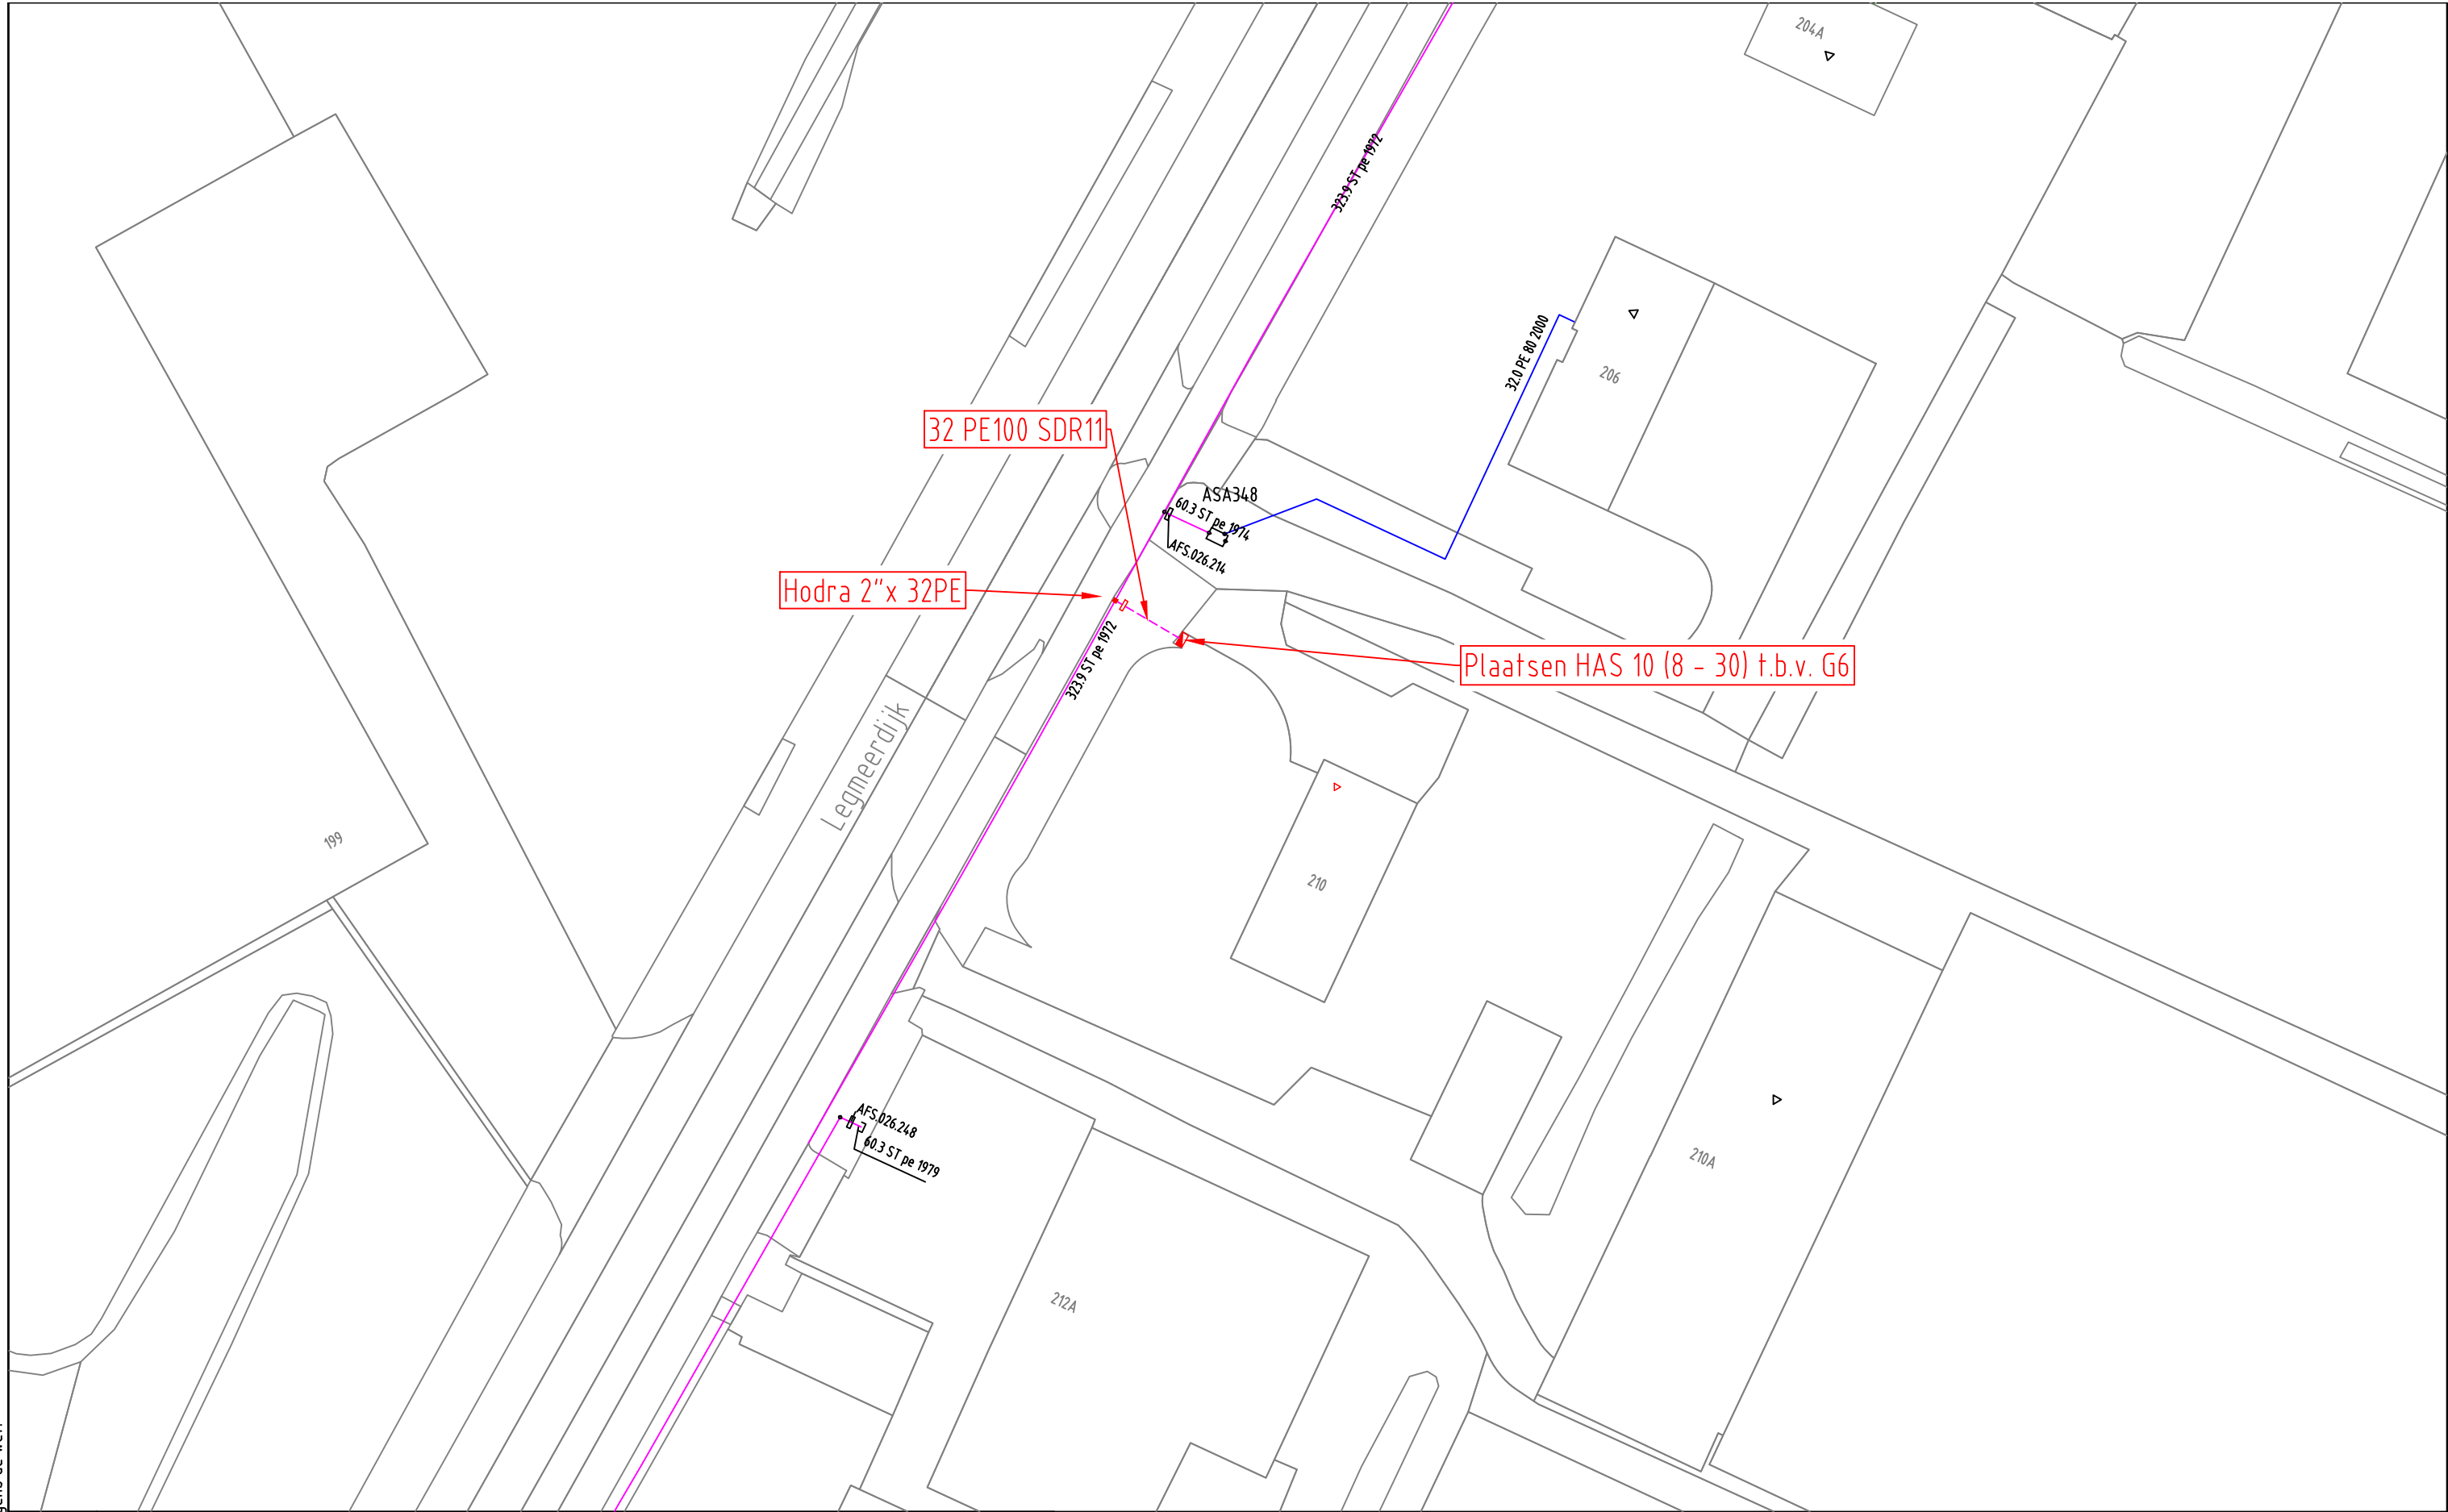 204A
323.9 ST pe 1972
32.0 PE 80 2000
206
32 PE100 SDR11
ASA348
60.3 ST pe 1974
AFS.026.214
Hodra 2"x 32PE
323.9 ST pe 1972
Plaatsen HAS 10 (8 - 30) t.b.v. G6
Legmeerdijk
199
210
AFS.026.248
60.3 ST pe 1979
210A
212A